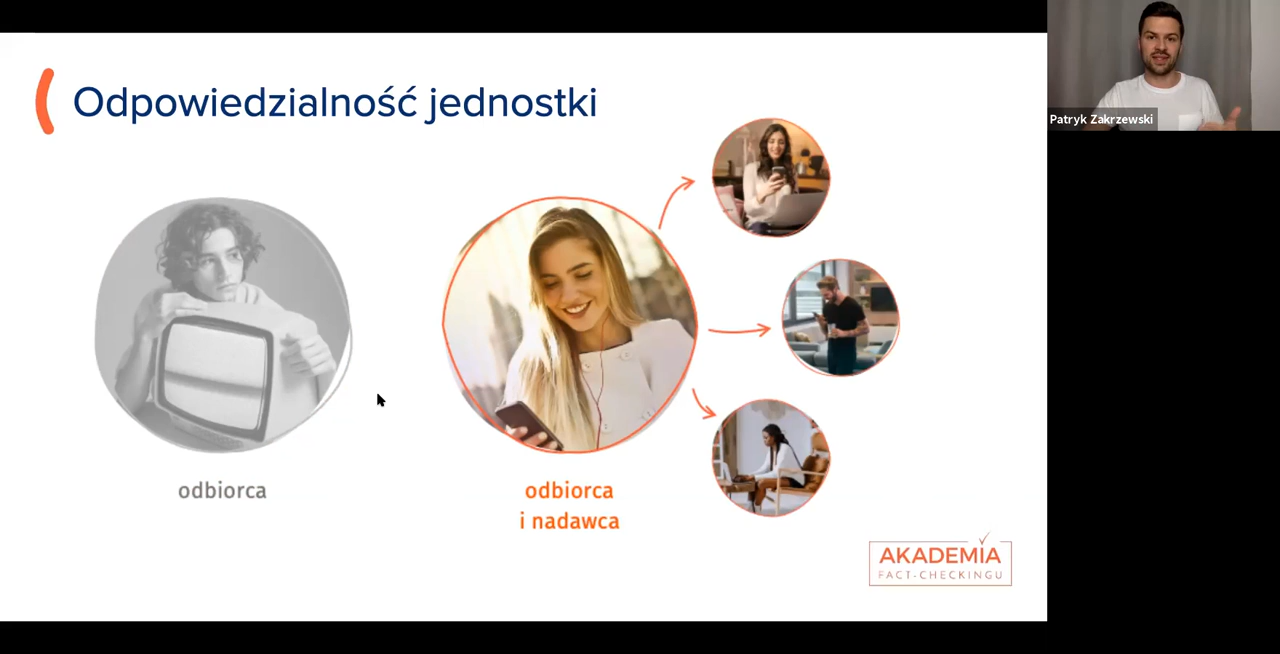 Odpowiedzialność jednostki
Patryk Zakrzewski
odbiorca
odbiorca
i nadawca
AKADEMIA
FACT-CHECKINGU